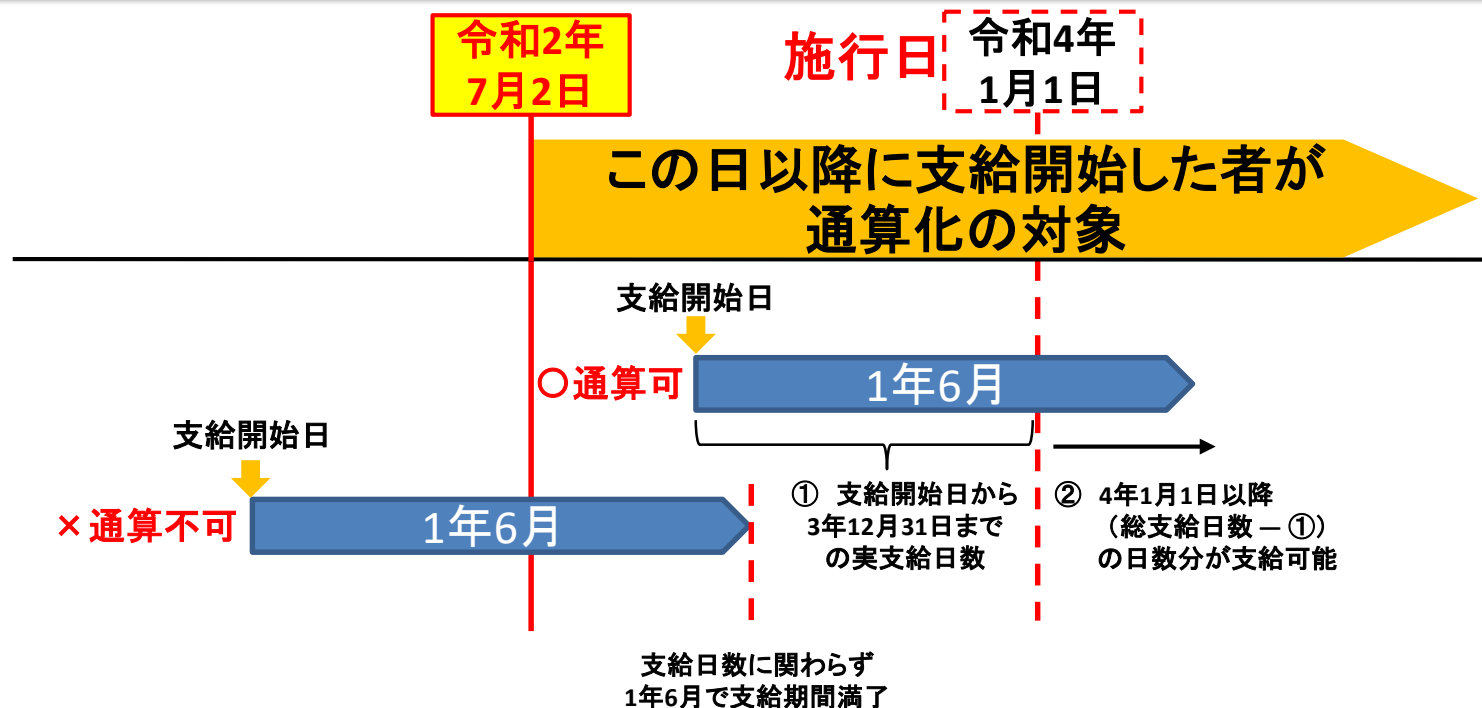 令和2年
7月2日
施行日
令和4年
1月1日
この日以降に支給開始した者が
通算化の対象
支給開始日
〇通算可
1年6月
支給開始日
×通算不可
1年6月
① 支給開始日から
3年12月31日まで
の実支給日数
② 4年1月1日以降
（総支給日数 ― ①）
の日数分が支給可能
支給日数に関わらず
1年6月で支給期間満了